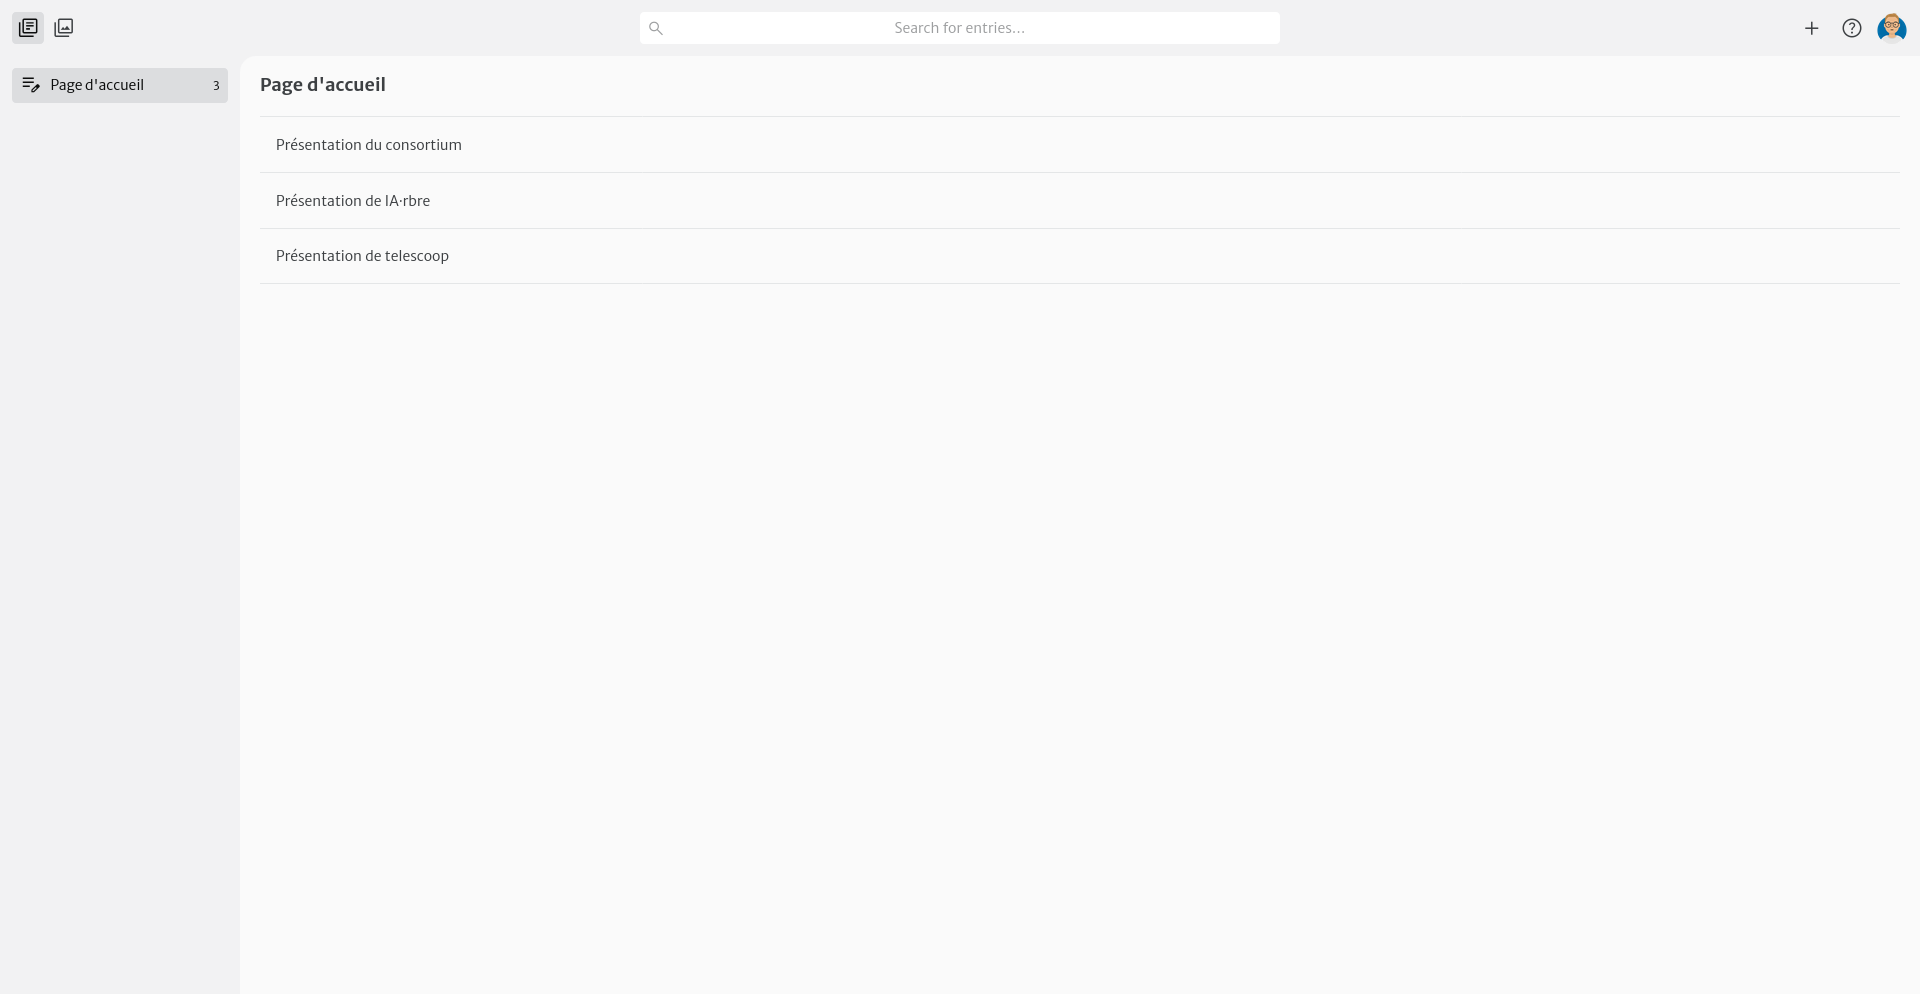 Search for entries…
Page d'accueil 3
Page d'accueil
Présentation du consortium
Présentation de IA·rbre
Présentation de telescoop